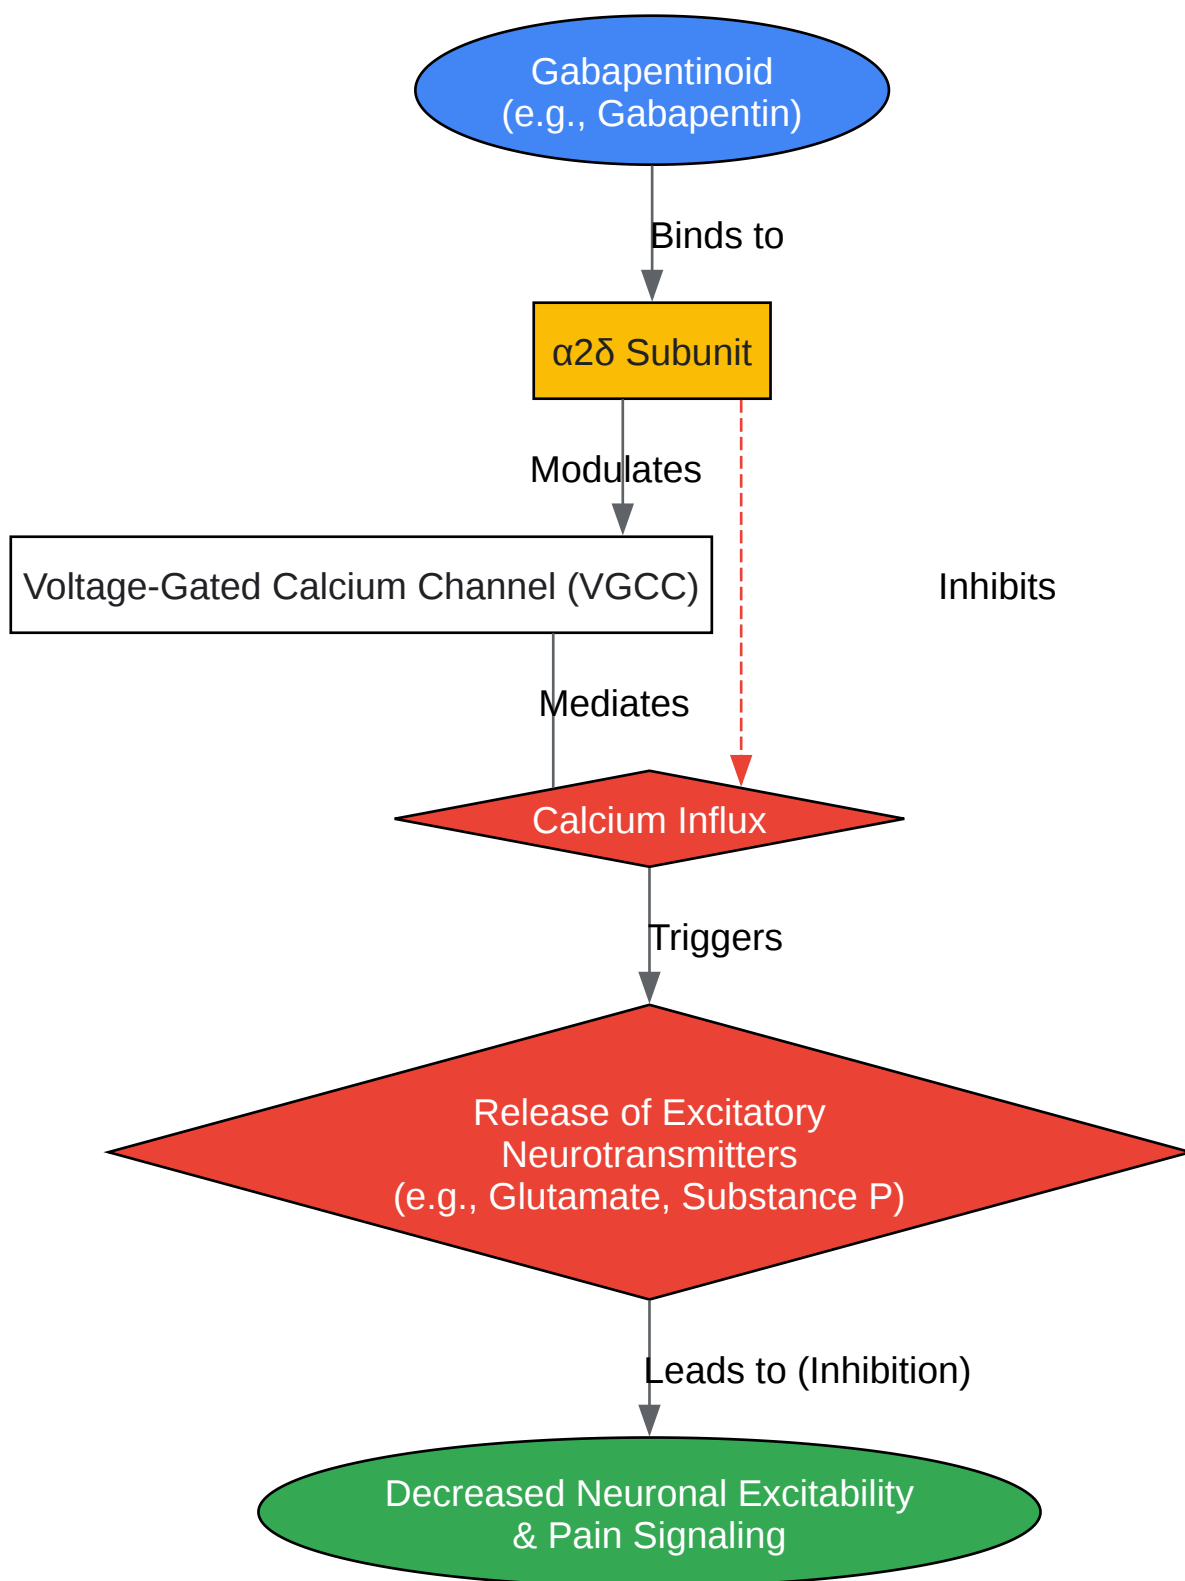 Gabapentinoid
(e.g., Gabapentin)
Binds to
α2δ Subunit
Modulates
Voltage-Gated Calcium Channel (VGCC)
Inhibits
Mediates
Calcium Influx
Triggers
Release of Excitatory
Neurotransmitters
(e.g., Glutamate, Substance P)
Leads to (Inhibition)
Decreased Neuronal Excitability
& Pain Signaling